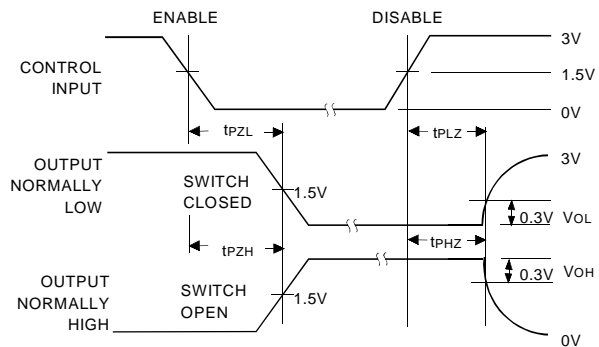 ENABLE
DISABLE
CONTROL
INPUT
3V
1.5V
0V
tPZL
tPLZ
OUTPUT
NORMALLY
LOW
SWITCH
CLOSED
1.5V
3V
0.3V VOL
tPZH
tPHZ
OUTPUT
NORMALLY
HIGH
SWITCH
OPEN
1.5V
0.3V VOH
0V